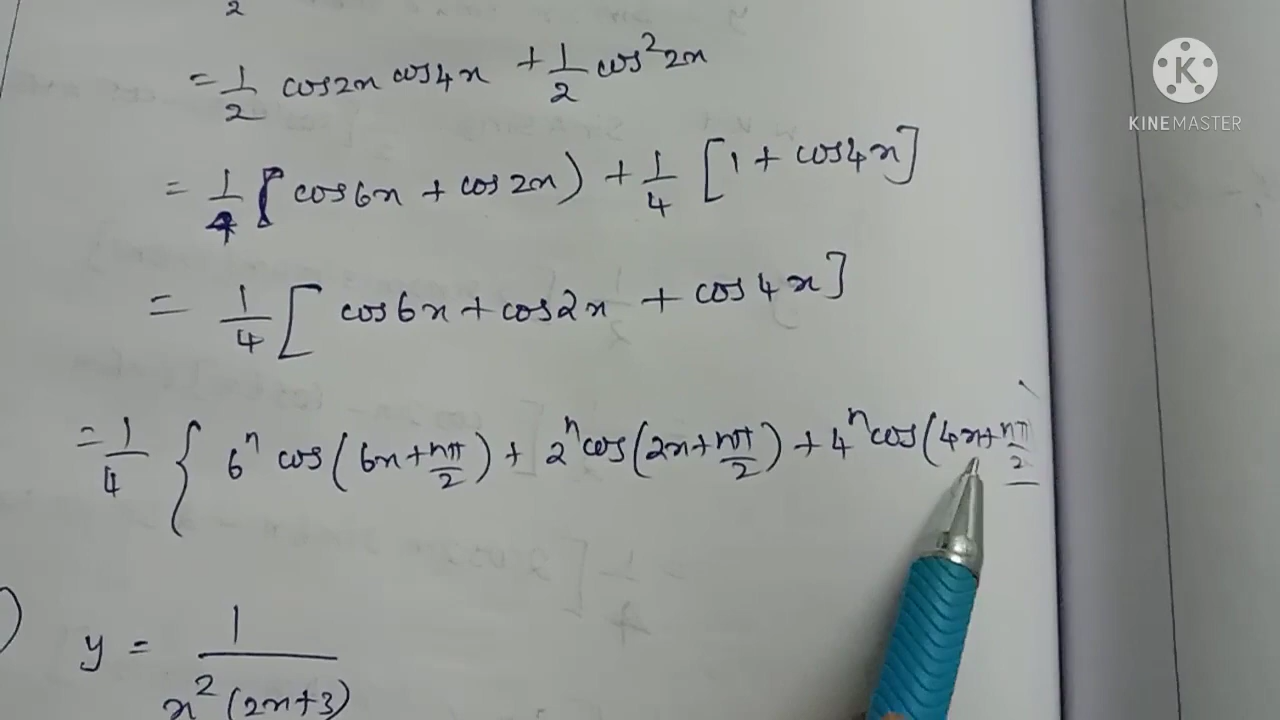 2
= 1/2 cos2x cos4x + 1/2 cos²2x
K
KINEMASTER
= 1/4 [ cos6x + cos2x ) + 1/4 [ 1 + cos4x ]
= 1/4 [ cos6x + cos2x + cos4x ]
= 1/4 { 6ⁿ cos(6x + nπ/2) + 2ⁿ cos(2x + nπ/2) + 4ⁿ cos(4x + nπ/2
) y = 1/x²(2x+3)